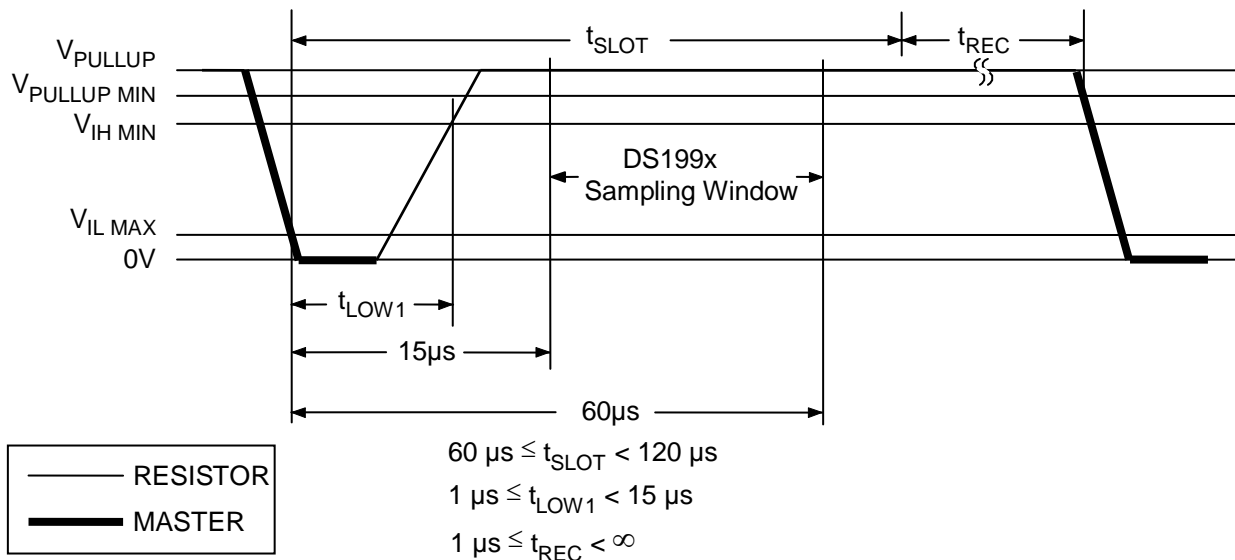 t_SLOT
t_REC
V_PULLUP
V_PULLUP MIN
V_IH MIN
DS199x
Sampling Window
V_IL MAX
0V
t_LOW1
15µs
60µs
60 µs ≤ t_SLOT < 120 µs
1 µs ≤ t_LOW1 < 15 µs
1 µs ≤ t_REC < ∞
RESISTOR
MASTER